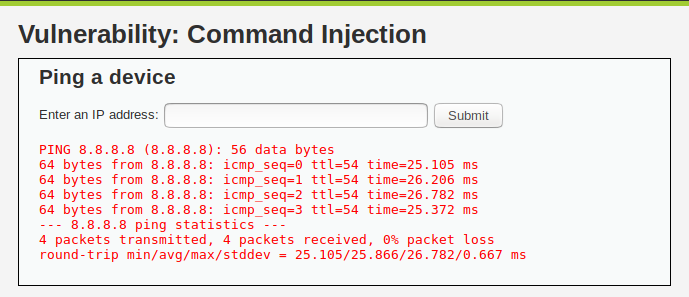 Vulnerability: Command Injection
Ping a device
Enter an IP address: Submit
PING 8.8.8.8 (8.8.8.8): 56 data bytes
64 bytes from 8.8.8.8: icmp_seq=0 ttl=54 time=25.105 ms
64 bytes from 8.8.8.8: icmp_seq=1 ttl=54 time=26.206 ms
64 bytes from 8.8.8.8: icmp_seq=2 ttl=54 time=26.782 ms
64 bytes from 8.8.8.8: icmp_seq=3 ttl=54 time=25.372 ms
--- 8.8.8.8 ping statistics ---
4 packets transmitted, 4 packets received, 0% packet loss
round-trip min/avg/max/stddev = 25.105/25.866/26.782/0.667 ms